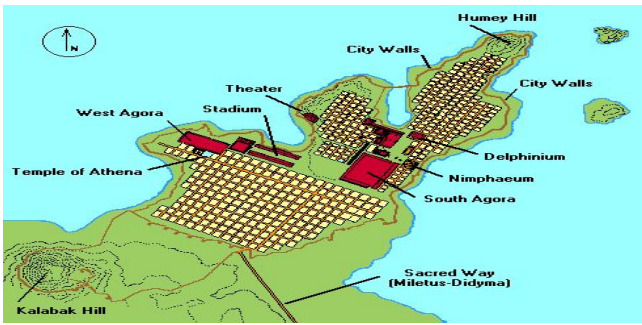 Humey Hill
City Walls
City Walls
Theater
Stadium
West Agora
Temple of Athena
Delphinium
Nimphaeum
South Agora
Sacred Way
(Miletus-Didyma)
Kalabak Hill
N